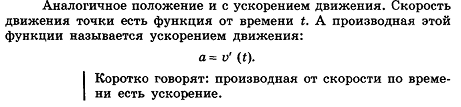 Аналогичное положение и с ускорением движения. Скорость
движения точки есть функция от времени t. А производная этой
функции называется ускорением движения:
a = v′ (t).
Коротко говорят: производная от скорости по време-
ни есть ускорение.